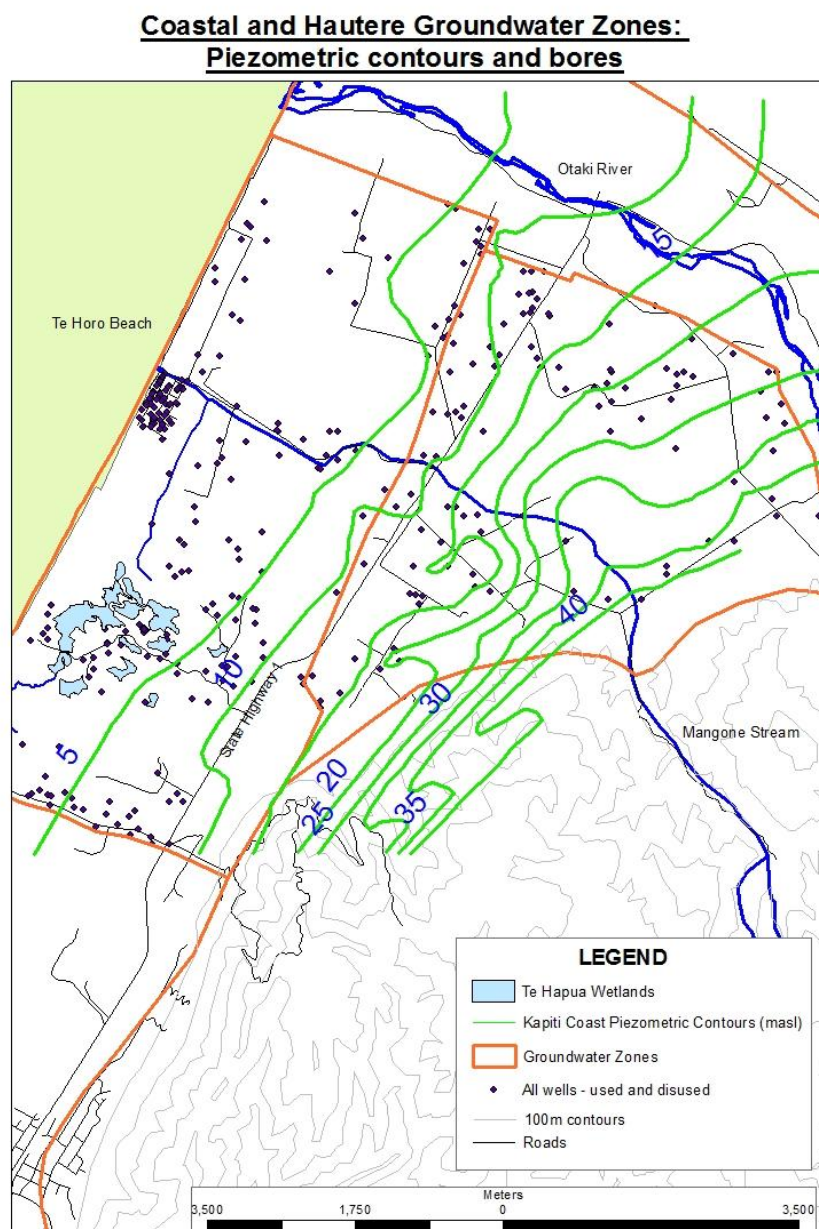 Coastal and Hautere Groundwater Zones:
Piezometric contours and bores
Otaki River
5
Te Horo Beach
40
10
30
State Highway 1
Mangone Stream
5
20
25
35
LEGEND
Te Hapua Wetlands
Kapiti Coast Piezometric Contours (masl)
Groundwater Zones
All wells - used and disused
100m contours
Roads
Meters
3,500 1,750 0 3,500